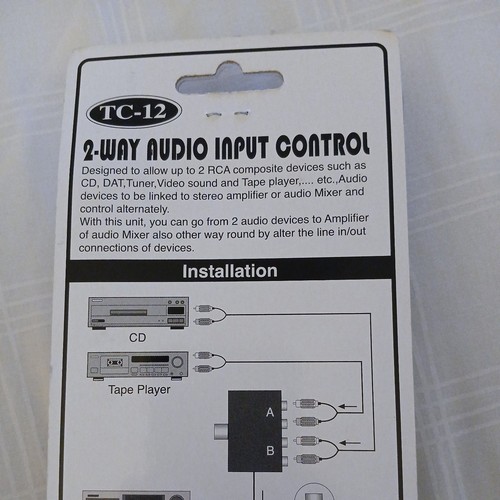 TC-12
2-WAY AUDIO INPUT CONTROL
Designed to allow up to 2 RCA composite devices such as
CD, DAT,Tuner,Video sound and Tape player,.... etc.,Audio
devices to be linked to stereo amplifier or audio Mixer and
control alternately.
With this unit, you can go from 2 audio devices to Amplifier
of audio Mixer also other way round by alter the line in/out
connections of devices.
Installation
CD
Tape Player
A
B